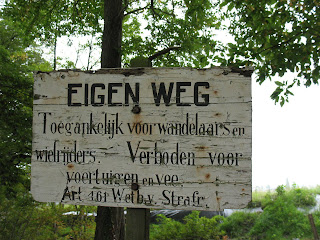 EIGEN WEG
Toegankelijk voor wandelaars en
wielrijders. Verboden voor
voertuigen en vee.
Art 461 Wetb.v. Strafr.